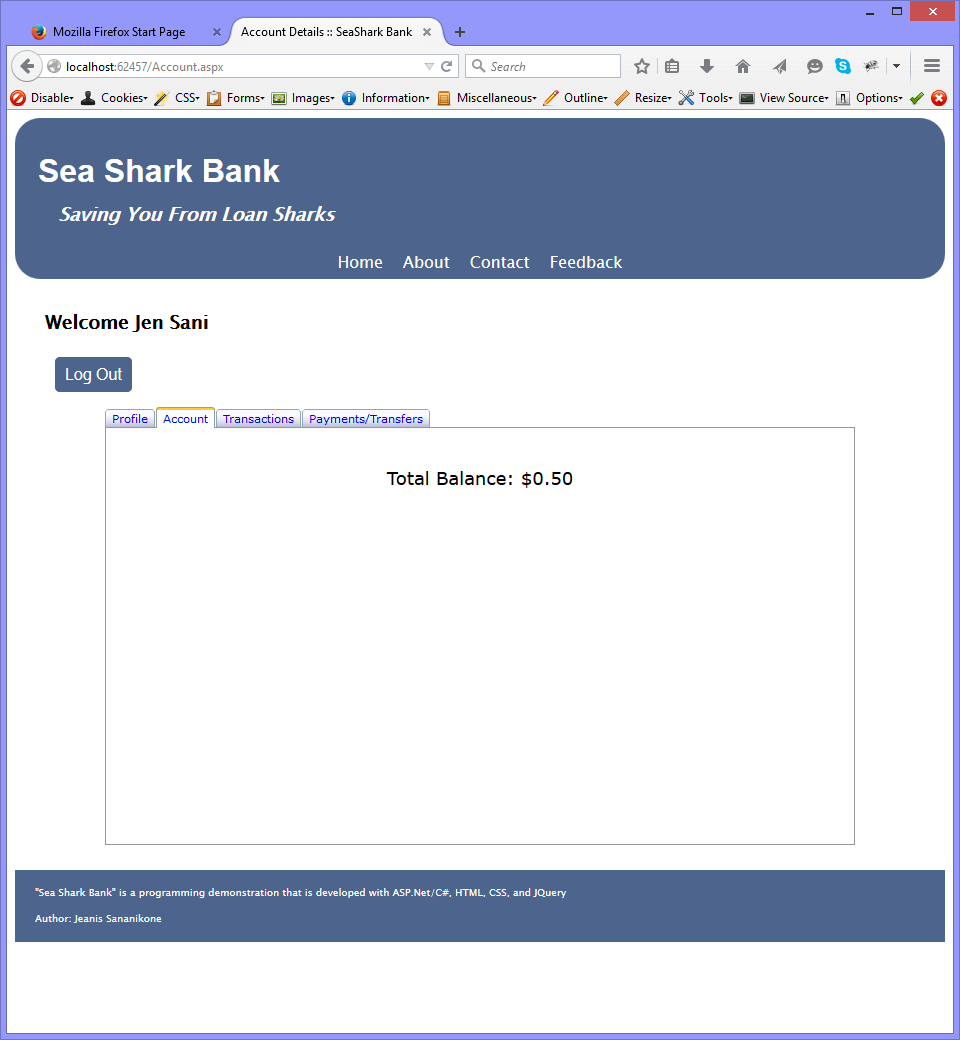 Mozilla Firefox Start Page Account Details :: SeaShark Bank
localhost:62457/Account.aspx Search
Disable Cookies CSS Forms Images Information Miscellaneous Outline Resize Tools View Source Options
Sea Shark Bank
Saving You From Loan Sharks
Home About Contact Feedback
Welcome Jen Sani
Log Out
Profile Account Transactions Payments/Transfers
Total Balance: $0.50
"Sea Shark Bank" is a programming demonstration that is developed with ASP.Net/C#, HTML, CSS, and JQuery
Author: Jeanis Sananikone